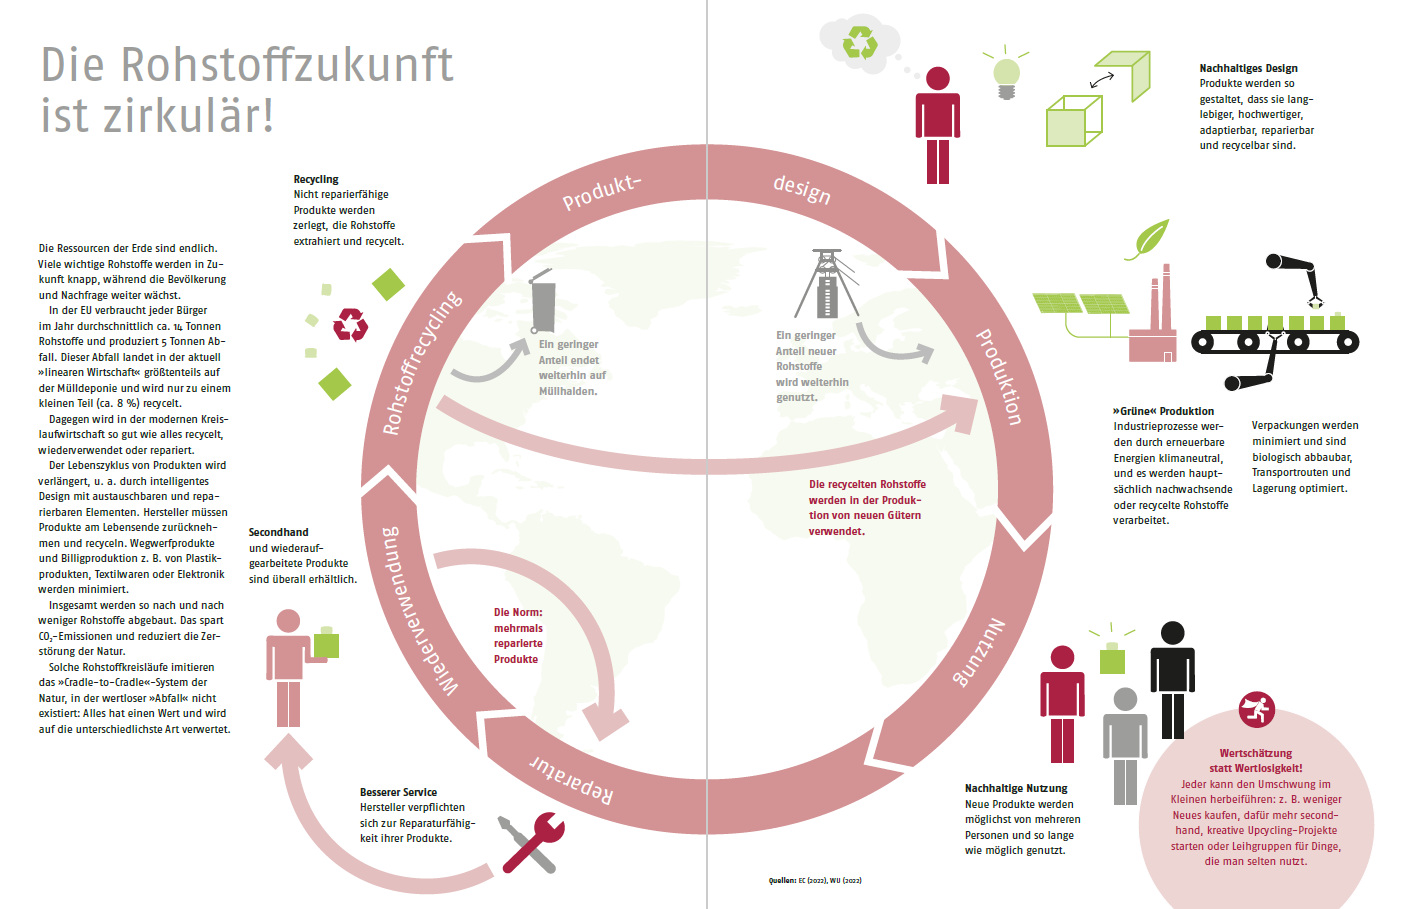 Die Rohstoffzukunft
ist zirkulär!
Die Ressourcen der Erde sind endlich.
Viele wichtige Rohstoffe werden in Zu-
kunft knapp, während die Bevölkerung
und Nachfrage weiter wächst.
In der EU verbraucht jeder Bürger
im Jahr durchschnittlich ca. 14 Tonnen
Rohstoffe und produziert 5 Tonnen Ab-
fall. Dieser Abfall landet in der aktuell
»linearen Wirtschaft« größtenteils auf
der Mülldeponie und wird nur zu einem
kleinen Teil (ca. 8 %) recycelt.
Dagegen wird in der modernen Kreis-
laufwirtschaft so gut wie alles recycelt,
wiederverwendet oder repariert.
Der Lebenszyklus von Produkten wird
verlängert, u. a. durch intelligentes
Design mit austauschbaren und repa-
rierbaren Elementen. Hersteller müssen
Produkte am Lebensende zurückneh-
men und recyceln. Wegwerfprodukte
und Billigproduktion z. B. von Plastik-
produkten, Textilwaren oder Elektronik
werden minimiert.
Insgesamt werden so nach und nach
weniger Rohstoffe abgebaut. Das spart
CO₂-Emissionen und reduziert die Zer-
störung der Natur.
Solche Rohstoffkreisläufe imitieren
das »Cradle-to-Cradle«-System der
Natur, in der wertloser »Abfall« nicht
existiert: Alles hat einen Wert und wird
auf die unterschiedlichste Art verwertet.
Recycling
Nicht reparierfähige
Produkte werden
zerlegt, die Rohstoffe
extrahiert und recycelt.
Secondhand
und wiederauf-
gearbeitete Produkte
sind überall erhältlich.
Besserer Service
Hersteller verpflichten
sich zur Reparaturfähig-
keit ihrer Produkte.
Produkt-
design
Produktion
Nutzung
Reparatur
Wiederverwendung
Rohstoffrecycling
Ein geringer
Anteil endet
weiterhin auf
Müllhalden.
Ein geringer
Anteil neuer
Rohstoffe
wird weiterhin
genutzt.
Die recycelten Rohstoffe
werden in der Produk-
tion von neuen Gütern
verwendet.
Die Norm:
mehrmals
reparierte
Produkte
Nachhaltiges Design
Produkte werden so
gestaltet, dass sie lang-
lebiger, hochwertiger,
adaptierbar, reparierbar
und recycelbar sind.
»Grüne« Produktion
Industrieprozesse wer-
den durch erneuerbare
Energien klimaneutral,
und es werden haupt-
sächlich nachwachsende
oder recycelte Rohstoffe
verarbeitet.
Verpackungen werden
minimiert und sind
biologisch abbaubar,
Transportrouten und
Lagerung optimiert.
Nachhaltige Nutzung
Neue Produkte werden
möglichst von mehreren
Personen und so lange
wie möglich genutzt.
Wertschätzung
statt Wertlosigkeit!
Jeder kann den Umschwung im
Kleinen herbeiführen: z. B. weniger
Neues kaufen, dafür mehr second-
hand, kreative Upcycling-Projekte
starten oder Leihgruppen für Dinge,
die man selten nutzt.
Quellen: EC (2022), WU (2022)